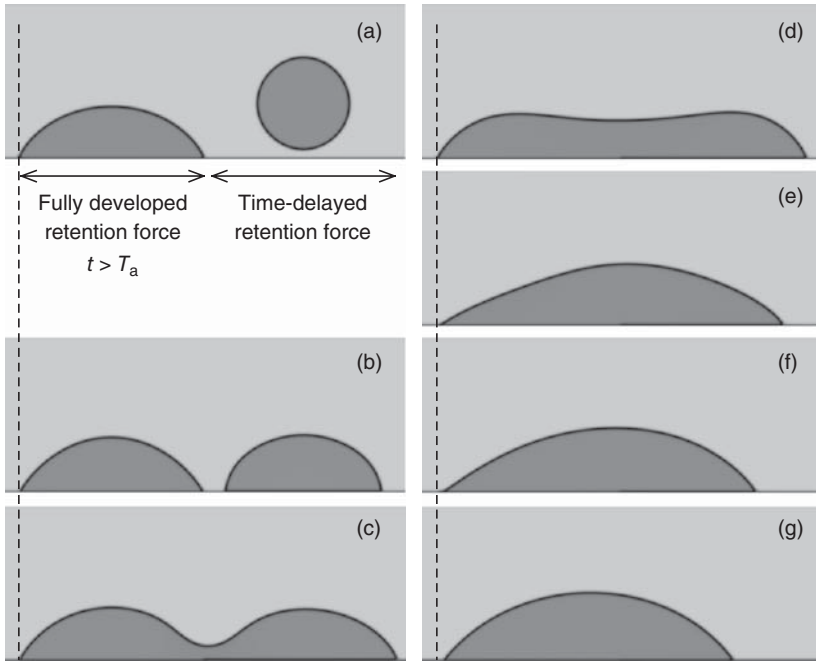 (a)
Fully developed
retention force
t > Tₐ
Time-delayed
retention force
(b)
(c)
(d)
(e)
(f)
(g)